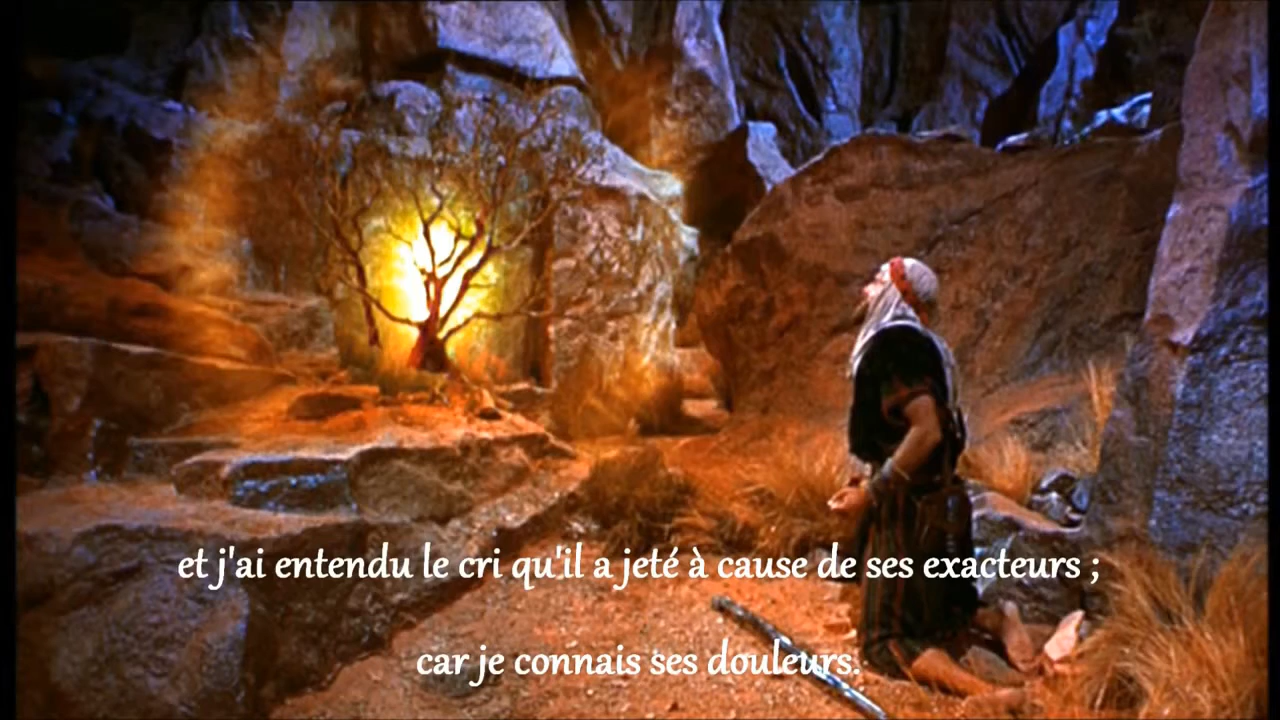 et j'ai entendu le cri qu'il a jeté à cause de ses exacteurs ;
car je connais ses douleurs.